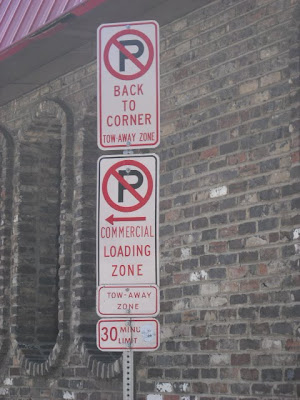 P
BACK
TO
CORNER
TOW-AWAY ZONE
P
COMMERCIAL
LOADING
ZONE
TOW-AWAY
ZONE
30 MINUTE
LIMIT